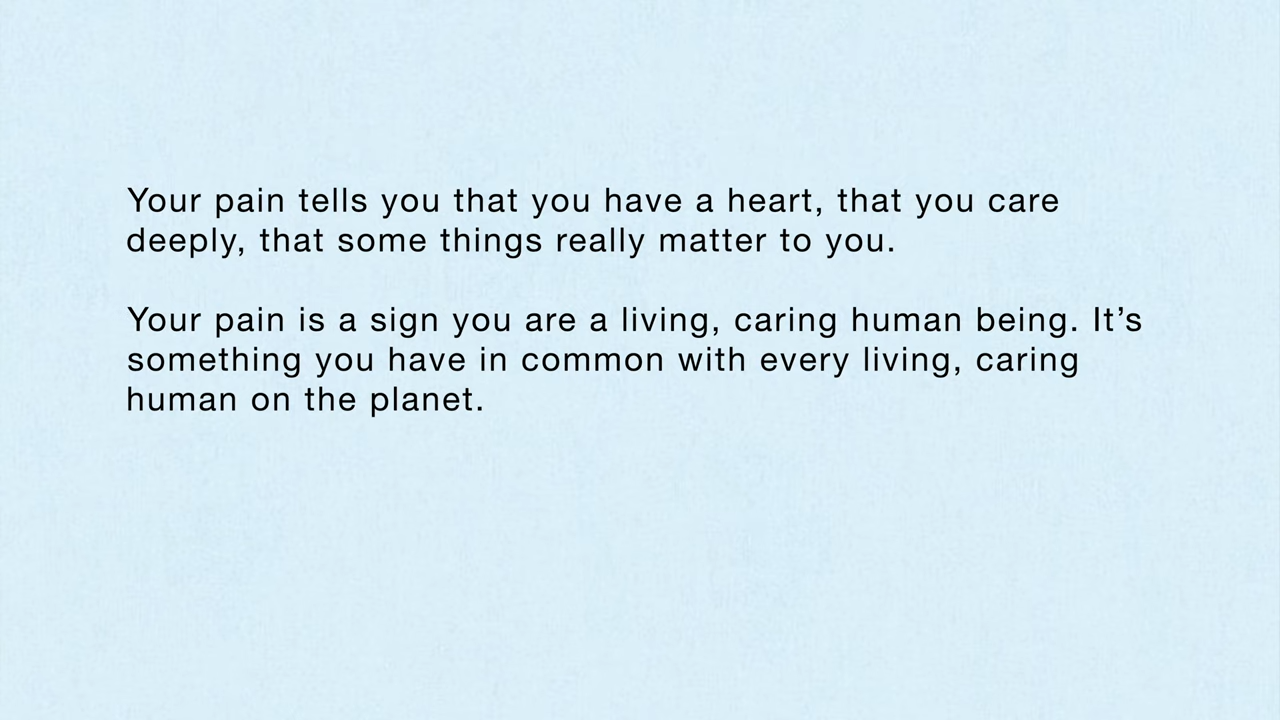 Your pain tells you that you have a heart, that you care
deeply, that some things really matter to you.
Your pain is a sign you are a living, caring human being. It’s
something you have in common with every living, caring
human on the planet.